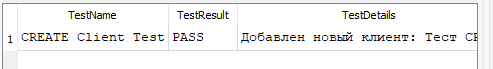 TestName TestResult TestDetails
1 CREATE Client Test PASS Добавлен новый клиент: Тест